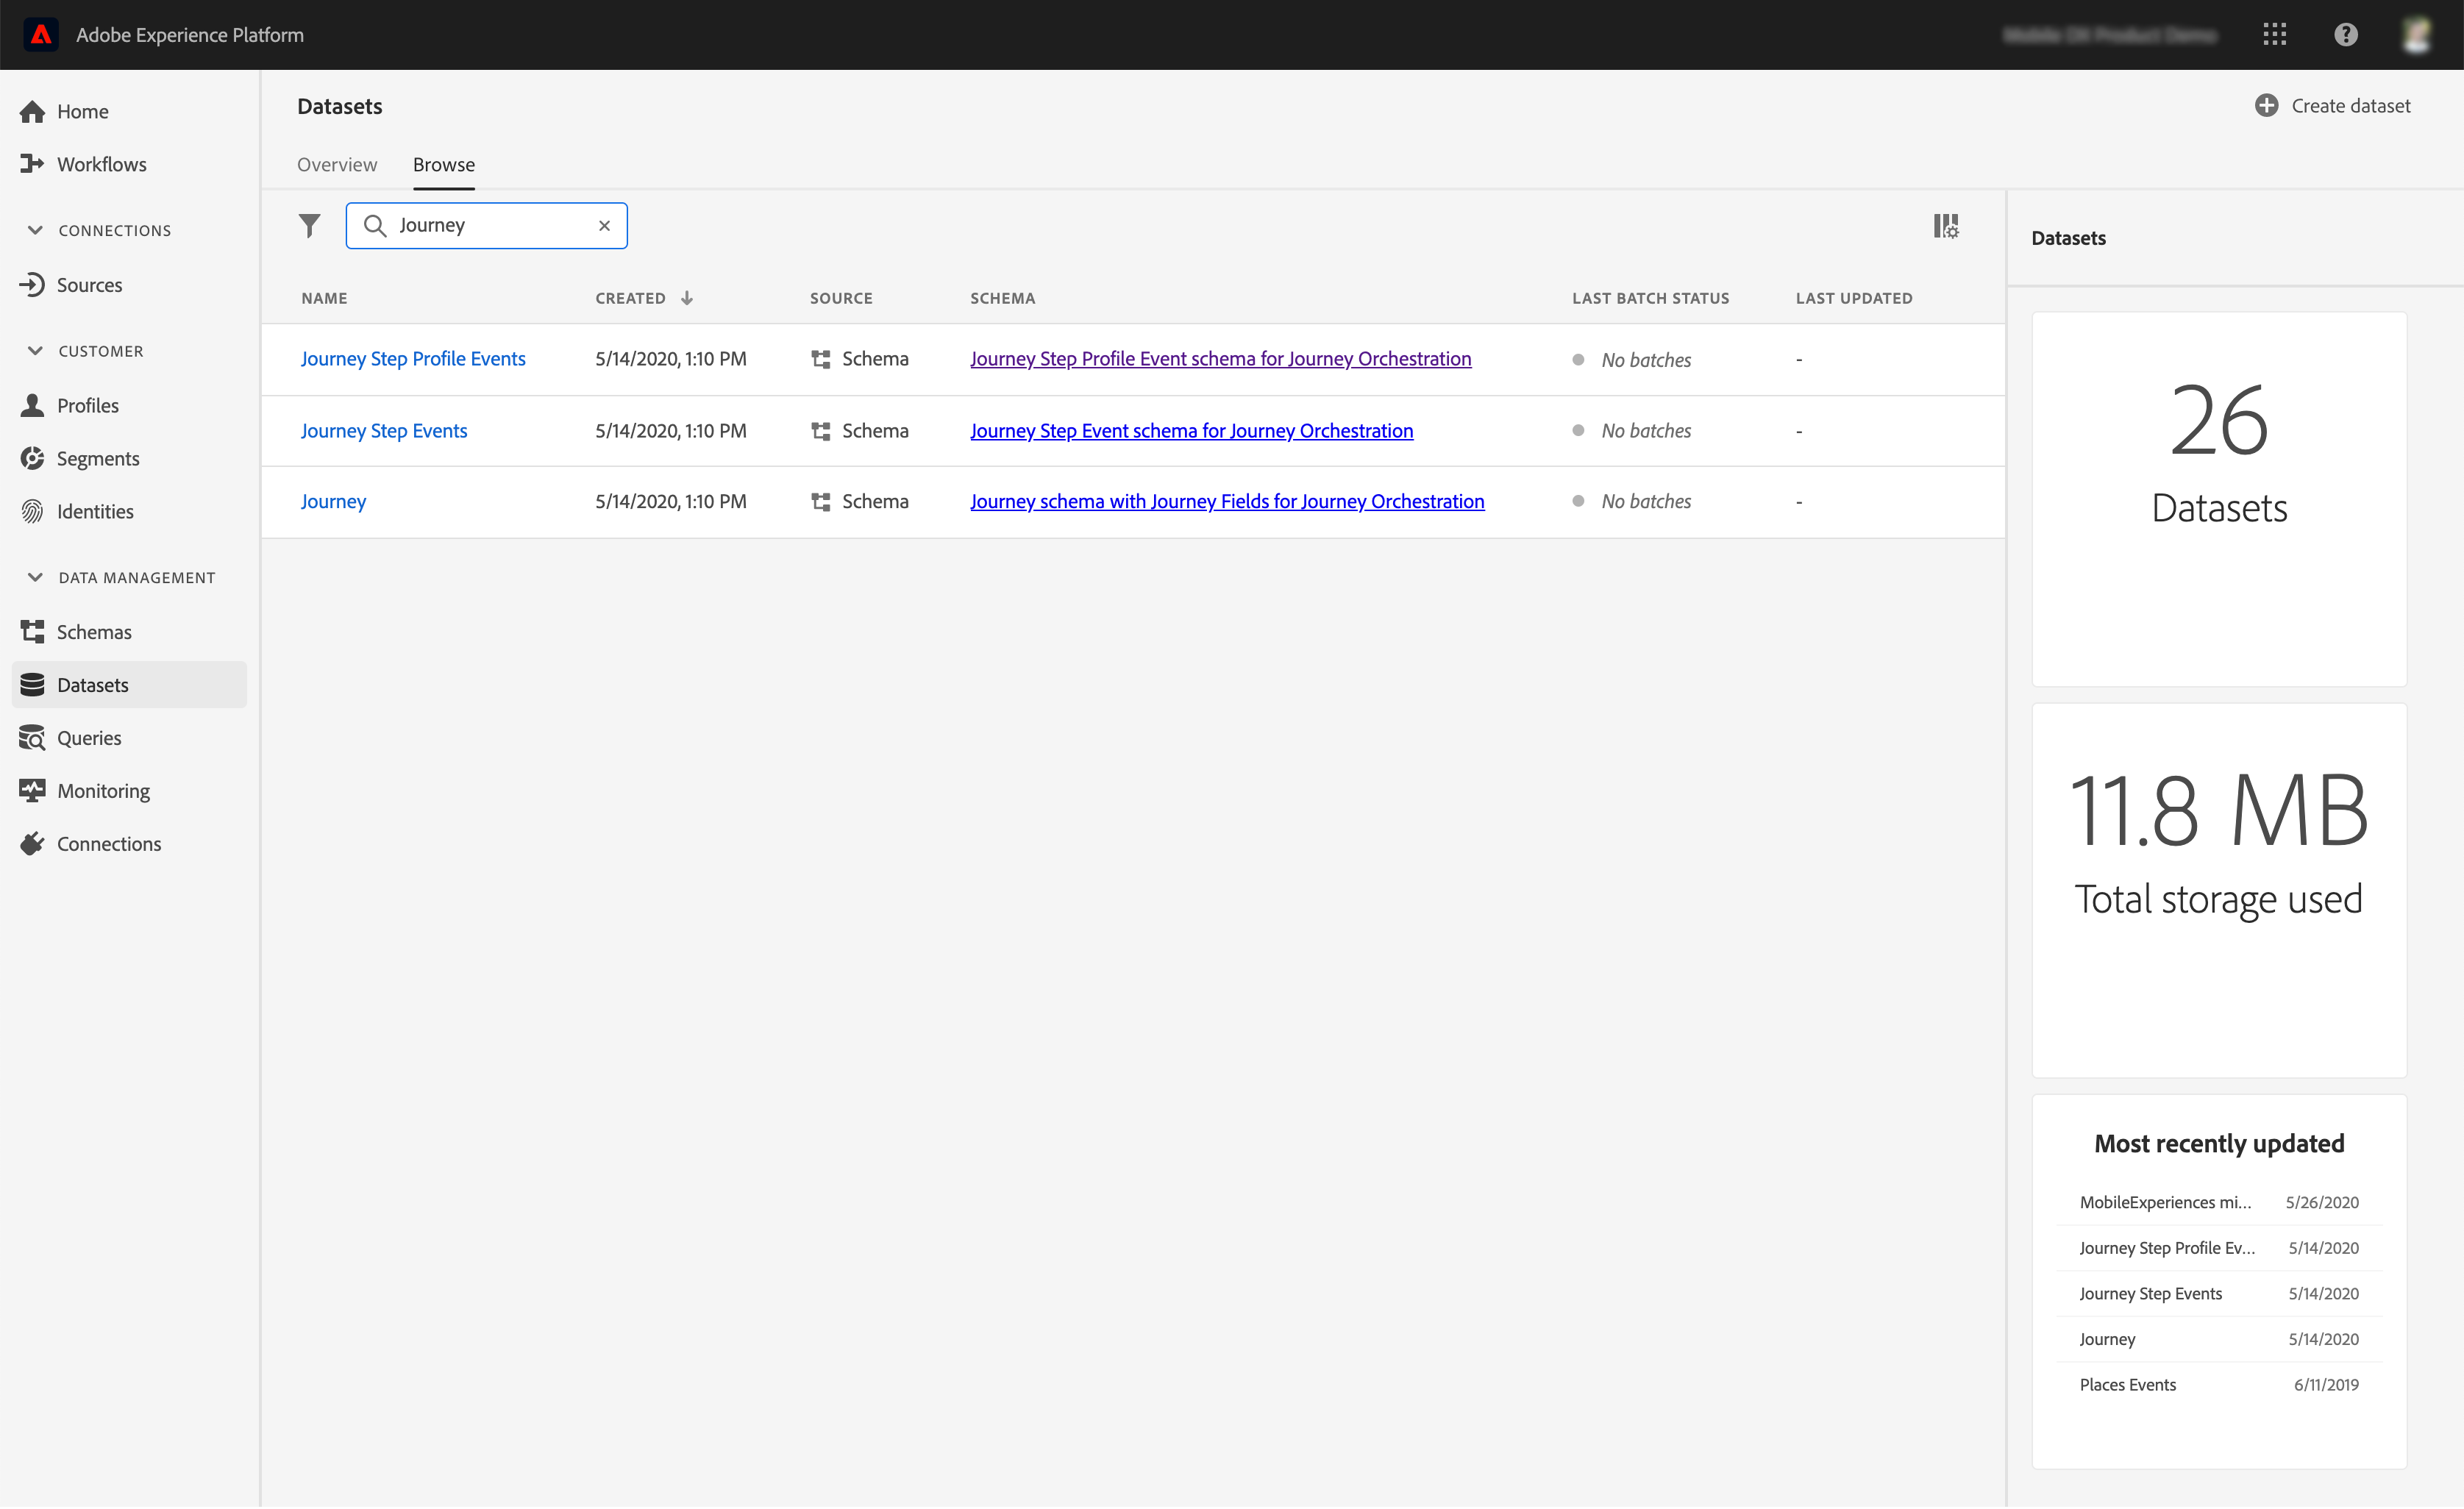 Adobe Experience Platform
Home
Workflows
CONNECTIONS
Sources
CUSTOMER
Profiles
Segments
Identities
DATA MANAGEMENT
Schemas
Datasets
Queries
Monitoring
Connections
Datasets
Create dataset
Overview Browse
Journey
NAME CREATED SOURCE SCHEMA LAST BATCH STATUS LAST UPDATED
Journey Step Profile Events 5/14/2020, 1:10 PM Schema Journey Step Profile Event schema for Journey Orchestration No batches -
Journey Step Events 5/14/2020, 1:10 PM Schema Journey Step Event schema for Journey Orchestration No batches -
Journey 5/14/2020, 1:10 PM Schema Journey schema with Journey Fields for Journey Orchestration No batches -
Datasets
26
Datasets
11.8 MB
Total storage used
Most recently updated
MobileExperiences mi... 5/26/2020
Journey Step Profile Ev... 5/14/2020
Journey Step Events 5/14/2020
Journey 5/14/2020
Places Events 6/11/2019